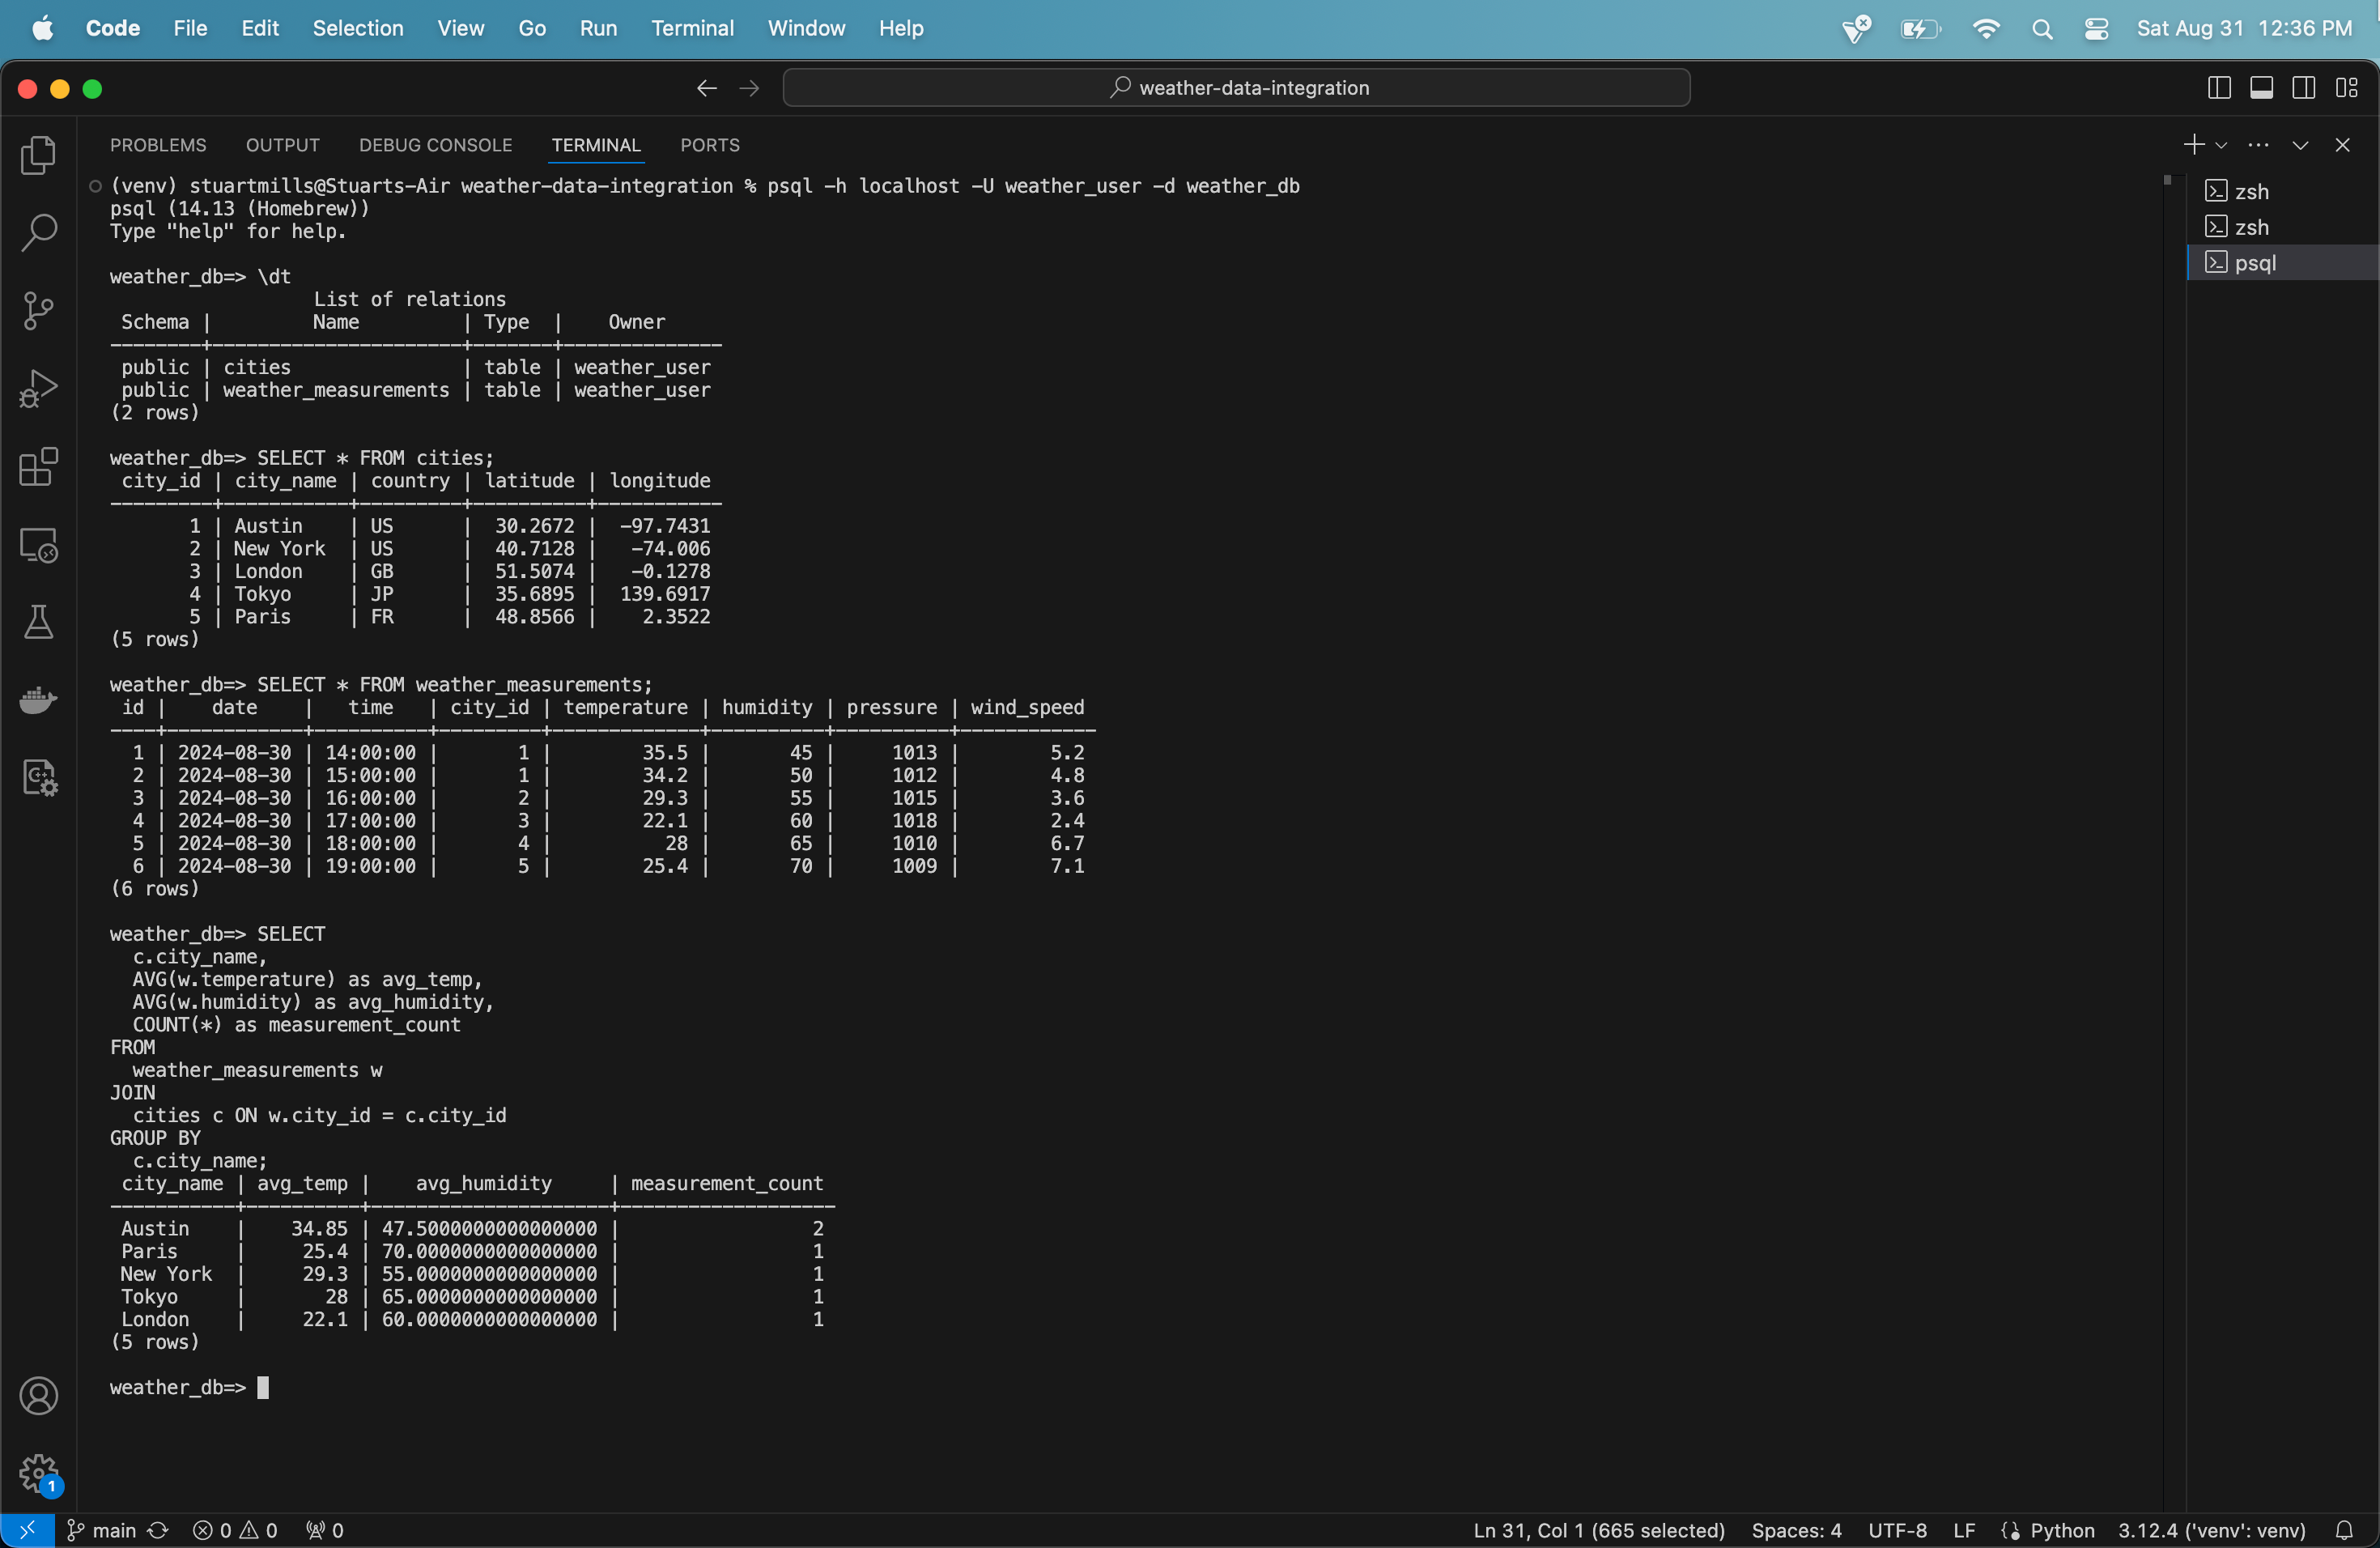 Code File Edit Selection View Go Run Terminal Window Help Sat Aug 31 12:36 PM
weather-data-integration
PROBLEMS OUTPUT DEBUG CONSOLE TERMINAL PORTS
(venv) stuartmills@Stuarts-Air weather-data-integration % psql -h localhost -U weather_user -d weather_db
psql (14.13 (Homebrew))
Type "help" for help.
weather_db=> \dt
List of relations
Schema | Name | Type | Owner
--------+----------------------+-------+--------------
public | cities | table | weather_user
public | weather_measurements | table | weather_user
(2 rows)
weather_db=> SELECT * FROM cities;
city_id | city_name | country | latitude | longitude
---------+-----------+---------+----------+-----------
1 | Austin | US | 30.2672 | -97.7431
2 | New York | US | 40.7128 | -74.006
3 | London | GB | 51.5074 | -0.1278
4 | Tokyo | JP | 35.6895 | 139.6917
5 | Paris | FR | 48.8566 | 2.3522
(5 rows)
weather_db=> SELECT * FROM weather_measurements;
id | date | time | city_id | temperature | humidity | pressure | wind_speed
----+------------+----------+---------+-------------+----------+----------+------------
1 | 2024-08-30 | 14:00:00 | 1 | 35.5 | 45 | 1013 | 5.2
2 | 2024-08-30 | 15:00:00 | 1 | 34.2 | 50 | 1012 | 4.8
3 | 2024-08-30 | 16:00:00 | 2 | 29.3 | 55 | 1015 | 3.6
4 | 2024-08-30 | 17:00:00 | 3 | 22.1 | 60 | 1018 | 2.4
5 | 2024-08-30 | 18:00:00 | 4 | 28 | 65 | 1010 | 6.7
6 | 2024-08-30 | 19:00:00 | 5 | 25.4 | 70 | 1009 | 7.1
(6 rows)
weather_db=> SELECT
c.city_name,
AVG(w.temperature) as avg_temp,
AVG(w.humidity) as avg_humidity,
COUNT(*) as measurement_count
FROM
weather_measurements w
JOIN
cities c ON w.city_id = c.city_id
GROUP BY
c.city_name;
city_name | avg_temp | avg_humidity | measurement_count
-----------+----------+---------------------+-------------------
Austin | 34.85 | 47.5000000000000000 | 2
Paris | 25.4 | 70.0000000000000000 | 1
New York | 29.3 | 55.0000000000000000 | 1
Tokyo | 28 | 65.0000000000000000 | 1
London | 22.1 | 60.0000000000000000 | 1
(5 rows)
weather_db=>
zsh
zsh
psql
1
main 0 0 0 Ln 31, Col 1 (665 selected) Spaces: 4 UTF-8 LF Python 3.12.4 ('venv': venv)